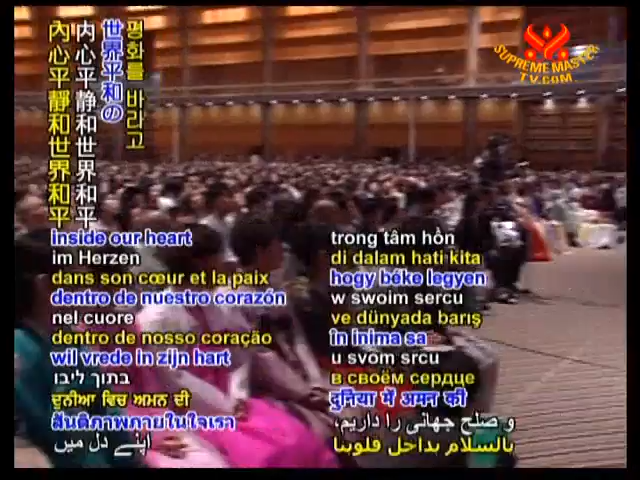 SUPREME MASTER
TV.COM
평화를 바라고
世界平和の
内心平静和世界和平
內心平靜和世界和平
inside our heart
im Herzen
dans son cœur et la paix
dentro de nuestro corazón
nel cuore
dentro de nosso coração
wil vrede in zijn hart
בתוך ליבו
ਦੁਨੀਆ ਵਿਚ ਅਮਨ ਦੀ
สันติภาพภายในใจเรา
اپنے دل میں
trong tâm hồn
di dalam hati kita
hogy béke legyen
w swoim sercu
ve dünyada barış
în inima sa
u svom srcu
в своём сердце
दुनिया में अमन की
و صلح جهانی را داریم،
بالسلام بداخل قلوبنا